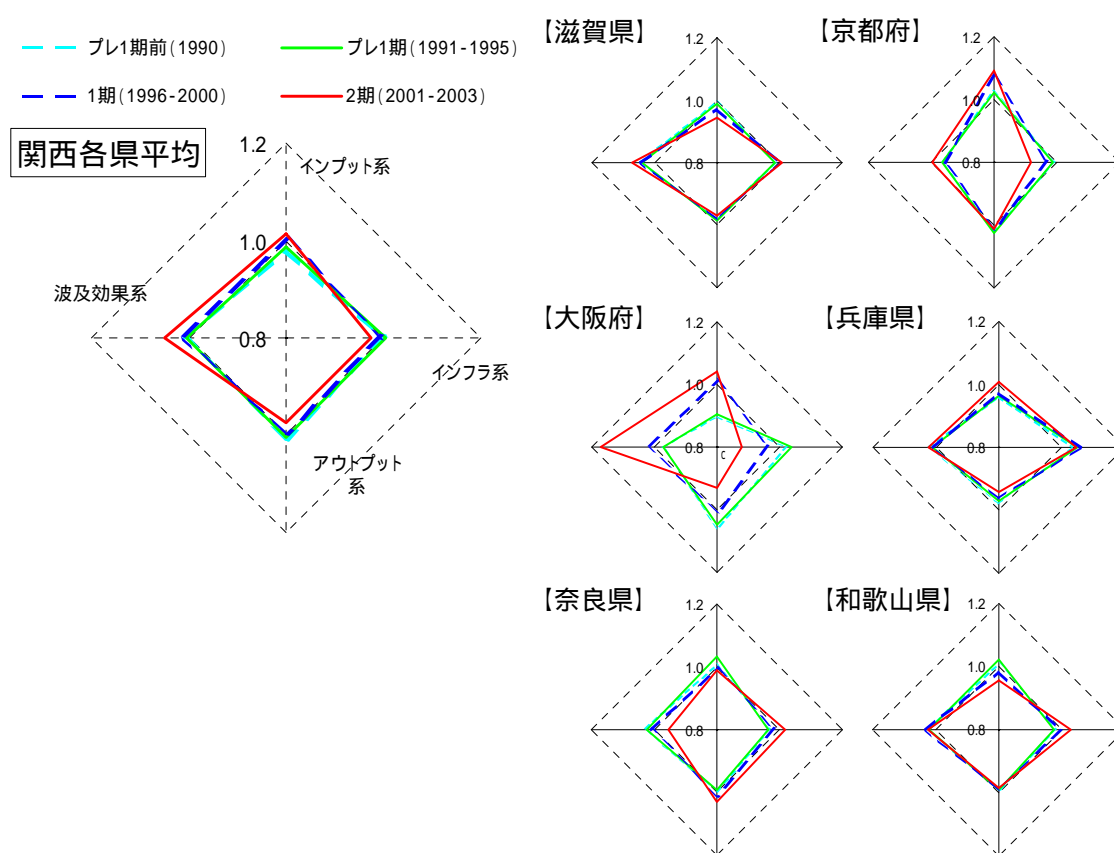 プレ1期前(1990)
プレ1期(1991-1995)
1期(1996-2000)
2期(2001-2003)
関西各県平均
1.2
インプット系
1.0
波及効果系
0.8
インフラ系
アウトプット
系
【滋賀県】
1.2
1.0
0.8
【京都府】
1.2
1.0
0.8
【大阪府】
1.2
1.0
0.8
c
【兵庫県】
1.2
1.0
0.8
【奈良県】
1.2
1.0
0.8
【和歌山県】
1.2
1.0
0.8